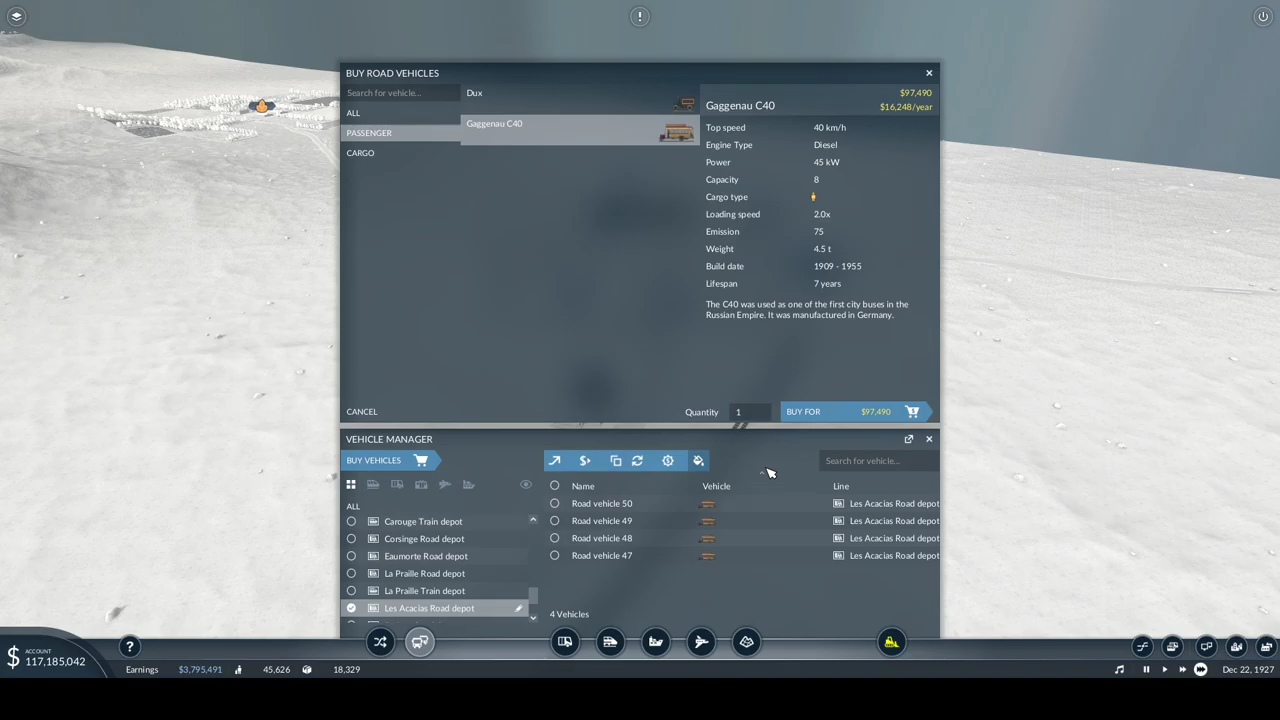 BUY ROAD VEHICLES
Search for vehicle...
ALL
PASSENGER
CARGO
Dux
Gaggenau C40
Gaggenau C40
$97,490
$16,248/year
Top speed 40 km/h
Engine Type Diesel
Power 45 kW
Capacity 8
Cargo type
Loading speed 2.0x
Emission 75
Weight 4.5 t
Build date 1909 - 1955
Lifespan 7 years
The C40 was used as one of the first city buses in the
Russian Empire. It was manufactured in Germany.
CANCEL
Quantity 1
BUY FOR $97,490
VEHICLE MANAGER
BUY VEHICLES
Search for vehicle...
ALL
Carouge Train depot
Corsinge Road depot
Eaumorte Road depot
La Praille Road depot
La Praille Train depot
Les Acacias Road depot
Name Vehicle Line
Road vehicle 50 Les Acacias Road depot
Road vehicle 49 Les Acacias Road depot
Road vehicle 48 Les Acacias Road depot
Road vehicle 47 Les Acacias Road depot
4 Vehicles
$ ACCOUNT
117,185,042
?
Earnings $3,795,491 45,626 18,329
Dec 22, 1927